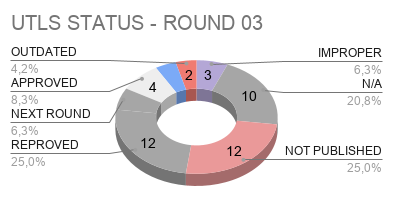 UTLS STATUS - ROUND 03
OUTDATED
4,2%
APPROVED
8,3%
NEXT ROUND
6,3%
REPROVED
25,0%
IMPROPER
6,3%
N/A
20,8%
NOT PUBLISHED
25,0%
2
3
4
10
12
12